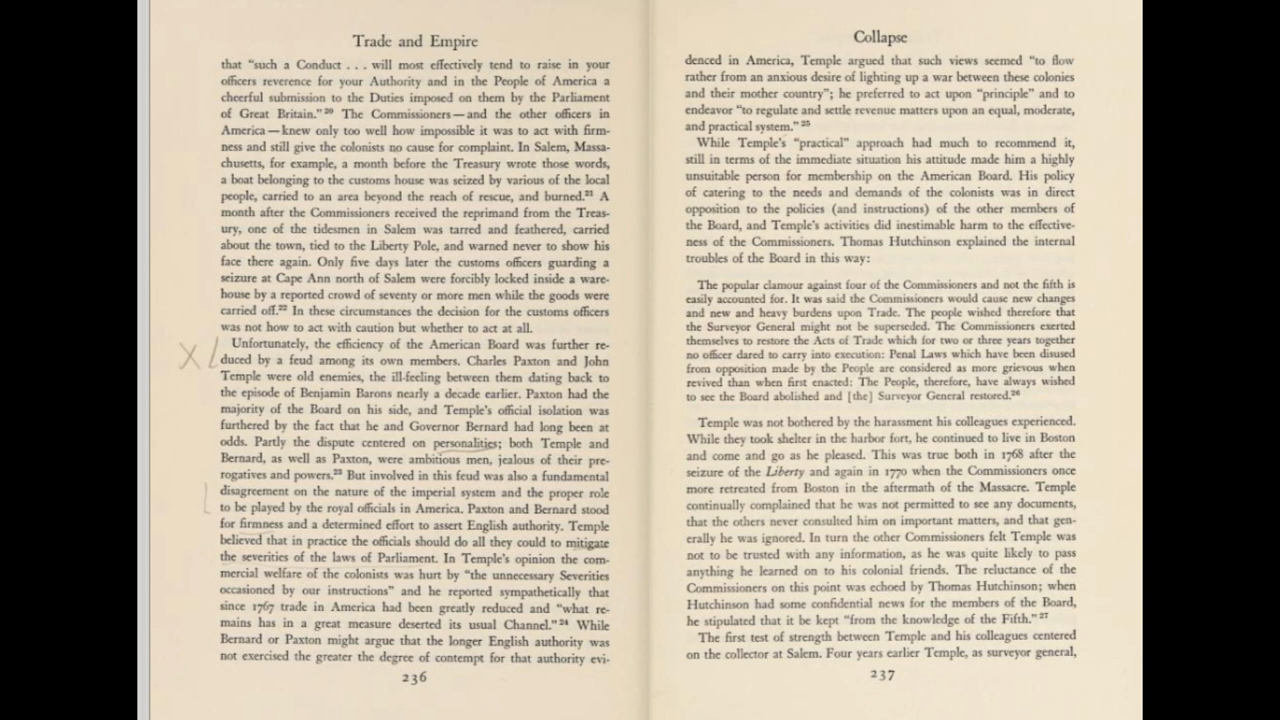 Trade and Empire
that “such a Conduct . . . will most effectively tend to raise in your
officers reverence for your Authority and in the People of America a
cheerful submission to the Duties imposed on them by the Parliament
of Great Britain.” 20 The Commissioners — and the other officers in
America — knew only too well how impossible it was to act with firm-
ness and still give the colonists no cause for complaint. In Salem, Massa-
chusetts, for example, a month before the Treasury wrote those words,
a boat belonging to the customs house was seized by various of the local
people, carried to an area beyond the reach of rescue, and burned.21 A
month after the Commissioners received the reprimand from the Treas-
ury, one of the tidesmen in Salem was tarred and feathered, carried
about the town, tied to the Liberty Pole, and warned never to show his
face there again. Only five days later the customs officers guarding a
seizure at Cape Ann north of Salem were forcibly locked inside a ware-
house by a reported crowd of seventy or more men while the goods were
carried off.22 In these circumstances the decision for the customs officers
was not how to act with caution but whether to act at all.
Unfortunately, the efficiency of the American Board was further re-
duced by a feud among its own members. Charles Paxton and John
Temple were old enemies, the ill-feeling between them dating back to
the episode of Benjamin Barons nearly a decade earlier. Paxton had the
majority of the Board on his side, and Temple's official isolation was
furthered by the fact that he and Governor Bernard had long been at
odds. Partly the dispute centered on personalities; both Temple and
Bernard, as well as Paxton, were ambitious men, jealous of their pre-
rogatives and powers.23 But involved in this feud was also a fundamental
disagreement on the nature of the imperial system and the proper role
to be played by the royal officials in America. Paxton and Bernard stood
for firmness and a determined effort to assert English authority. Temple
believed that in practice the officials should do all they could to mitigate
the severities of the laws of Parliament. In Temple's opinion the com-
mercial welfare of the colonists was hurt by “the unnecessary Severities
occasioned by our instructions” and he reported sympathetically that
since 1767 trade in America had been greatly reduced and “what re-
mains has in a great measure deserted its usual Channel.” 24 While
Bernard or Paxton might argue that the longer English authority was
not exercised the greater the degree of contempt for that authority evi-
236
Collapse
denced in America, Temple argued that such views seemed “to flow
rather from an anxious desire of lighting up a war between these colonies
and their mother country”; he preferred to act upon “principle” and to
endeavor “to regulate and settle revenue matters upon an equal, moderate,
and practical system.” 25
While Temple's “practical” approach had much to recommend it,
still in terms of the immediate situation his attitude made him a highly
unsuitable person for membership on the American Board. His policy
of catering to the needs and demands of the colonists was in direct
opposition to the policies (and instructions) of the other members of
the Board, and Temple's activities did inestimable harm to the effective-
ness of the Commissioners. Thomas Hutchinson explained the internal
troubles of the Board in this way:
The popular clamour against four of the Commissioners and not the fifth is
easily accounted for. It was said the Commissioners would cause new changes
and new and heavy burdens upon Trade. The people wished therefore that
the Surveyor General might not be superseded. The Commissioners exerted
themselves to restore the Acts of Trade which for two or three years together
no officer dared to carry into execution: Penal Laws which have been disused
from opposition made by the People are considered as more grievous when
revived than when first enacted: The People, therefore, have always wished
to see the Board abolished and [the] Surveyor General restored.26
Temple was not bothered by the harassment his colleagues experienced.
While they took shelter in the harbor fort, he continued to live in Boston
and come and go as he pleased. This was true both in 1768 after the
seizure of the Liberty and again in 1770 when the Commissioners once
more retreated from Boston in the aftermath of the Massacre. Temple
continually complained that he was not permitted to see any documents,
that the others never consulted him on important matters, and that gen-
erally he was ignored. In turn the other Commissioners felt Temple was
not to be trusted with any information, as he was quite likely to pass
anything he learned on to his colonial friends. The reluctance of the
Commissioners on this point was echoed by Thomas Hutchinson; when
Hutchinson had some confidential news for the members of the Board,
he stipulated that it be kept “from the knowledge of the Fifth.” 27
The first test of strength between Temple and his colleagues centered
on the collector at Salem. Four years earlier Temple, as surveyor general,
237